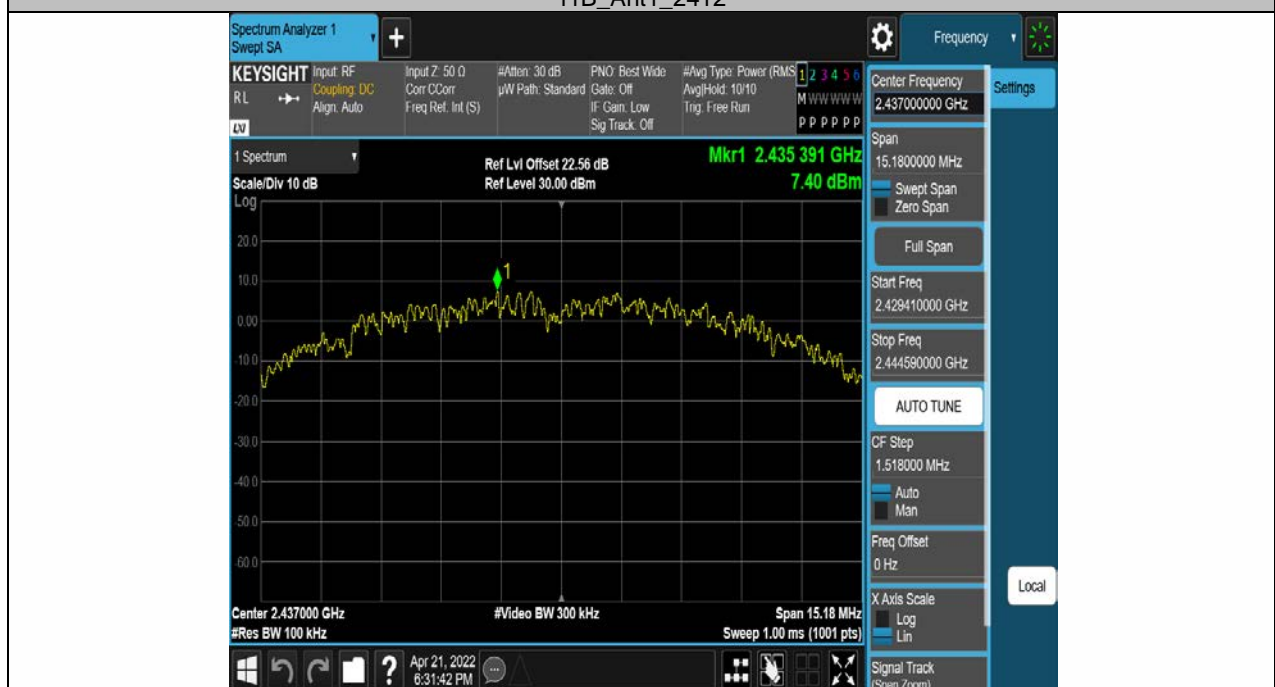 11B_Ant1_2412
Spectrum Analyzer 1
Swept SA
+
Frequency
KEYSIGHT
RL
LXI
Input: RF
Coupling: DC
Align: Auto
Input Z: 50 Ω
Corr CCorr
Freq Ref: Int (S)
#Atten: 30 dB
µW Path: Standard
PNO: Best Wide
Gate: Off
IF Gain: Low
Sig Track: Off
#Avg Type: Power (RMS
Avg|Hold: 10/10
Trig: Free Run
1 2 3 4 5 6
M W W W W W
P P P P P P
1 Spectrum
Scale/Div 10 dB
Log
Ref Lvl Offset 22.56 dB
Ref Level 30.00 dBm
Mkr1 2.435 391 GHz
7.40 dBm
20.0
10.0
0.00
-10.0
-20.0
-30.0
-40.0
-50.0
-60.0
1
Center 2.437000 GHz
#Res BW 100 kHz
#Video BW 300 kHz
Span 15.18 MHz
Sweep 1.00 ms (1001 pts)
?
Apr 21, 2022
6:31:42 PM
Center Frequency
2.437000000 GHz
Span
15.1800000 MHz
Swept Span
Zero Span
Full Span
Start Freq
2.429410000 GHz
Stop Freq
2.444590000 GHz
AUTO TUNE
CF Step
1.518000 MHz
Auto
Man
Freq Offset
0 Hz
X Axis Scale
Log
Lin
Signal Track
(Span Zoom)
Settings
Local